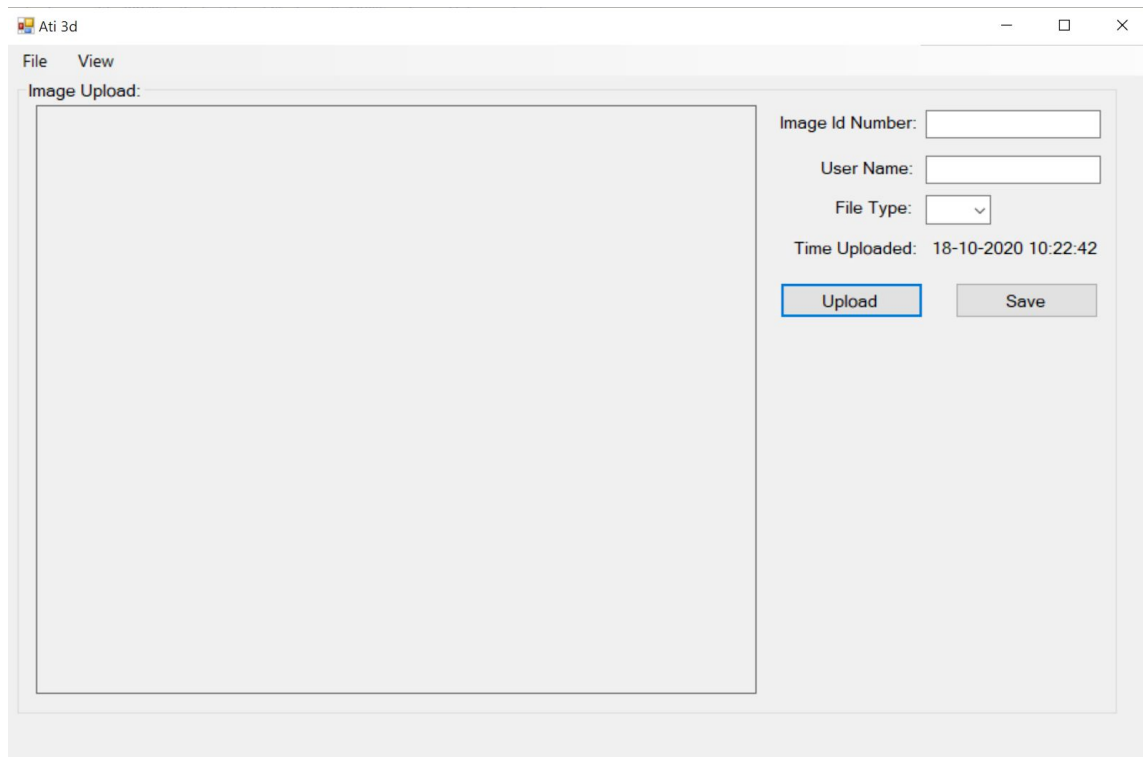 Ati 3d
File View
Image Upload:
Image Id Number:
User Name:
File Type:
Time Uploaded: 18-10-2020 10:22:42
Upload Save